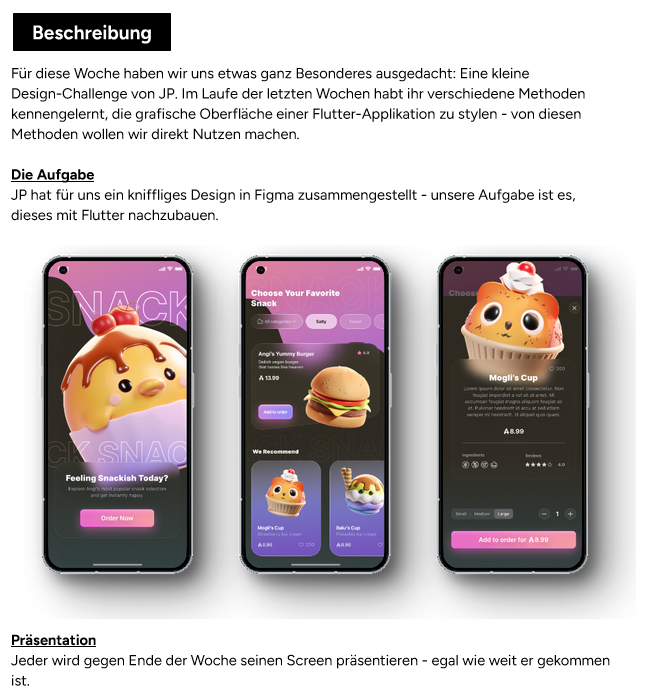 Beschreibung
Für diese Woche haben wir uns etwas ganz Besonderes ausgedacht: Eine kleine
Design-Challenge von JP. Im Laufe der letzten Wochen habt ihr verschiedene Methoden
kennengelernt, die grafische Oberfläche einer Flutter-Applikation zu stylen - von diesen
Methoden wollen wir direkt Nutzen machen.
Die Aufgabe
JP hat für uns ein kniffliges Design in Figma zusammengestellt - unsere Aufgabe ist es,
dieses mit Flutter nachzubauen.
SNACK
CK SNAC
Feeling Snackish Today?
Explore Angi's most popular snack selection
and get instantly happy.
Order Now
Choose Your Favorite
Snack
All categories
Salty
Sweet
Angi's Yummy Burger
4.8
Delish vegan burger
that tastes like heaven
13.99
Add to order
We Recommend
Mogli's Cup
Strawberry ice cream
8.99
200
Balu's Cup
Pistachio ice cream
8.99
Choose
200
Mogli's Cup
Lorem ipsum dolor sit amet consectetur. Non
feugiat imperdiet a vel sit at amet. Mi
accumsan feugiat magna aliquam feugiat ac
et. Pulvinar hendrerit id arcu at sed etiam
semper mi hendrerit. Id aliquet quis quam.
8.99
Ingredients
Reviews
4.0
Small
Medium
Large
1
Add to order for 8.99
Präsentation
Jeder wird gegen Ende der Woche seinen Screen präsentieren - egal wie weit er gekommen
ist.